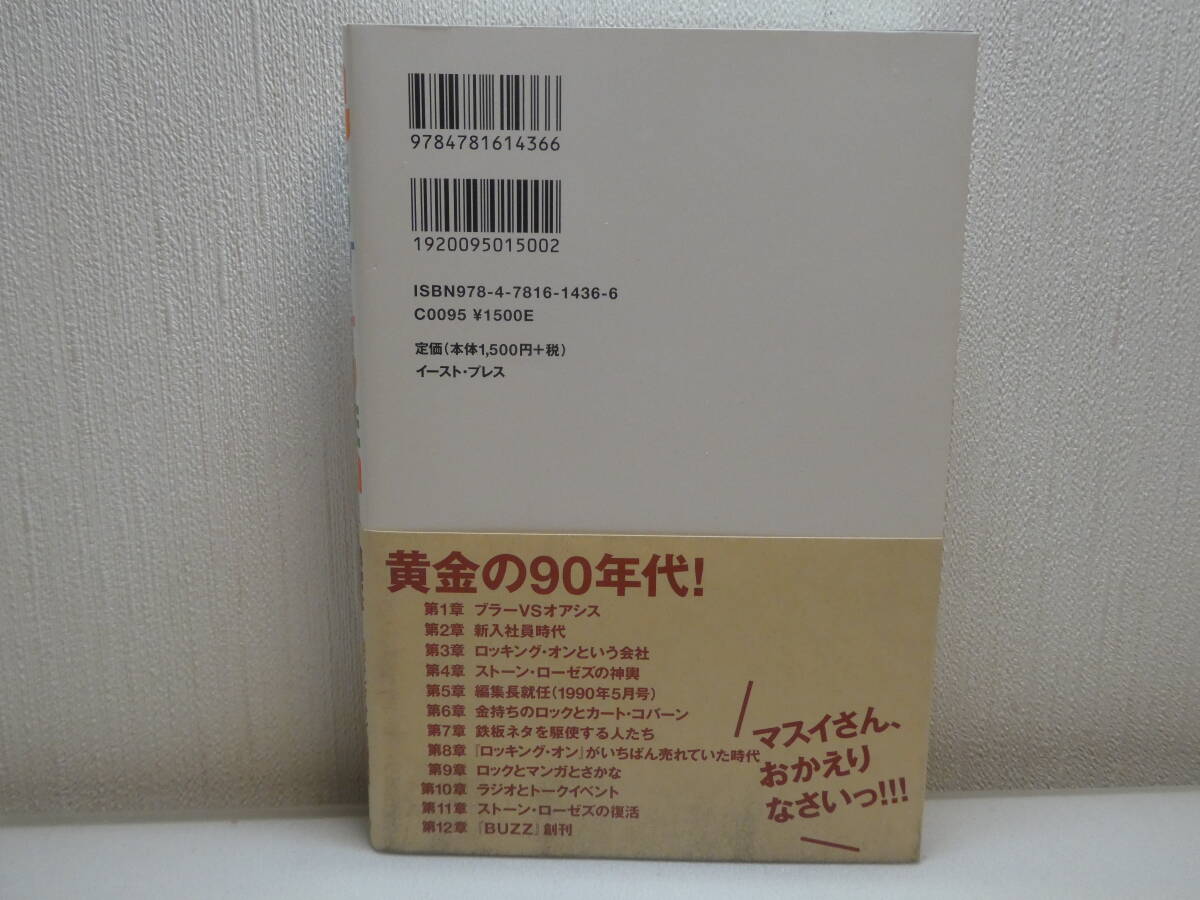 9784781614366
1920095015002
ISBN978-4-7816-1436-6
C0095 ¥1500E
定価(本体1,500円+税)
イースト・プレス
黄金の90年代!
第1章 ブラーVSオアシス
第2章 新入社員時代
第3章 ロッキング・オンという会社
第4章 ストーン・ローゼズの神輿
第5章 編集長就任(1990年5月号)
第6章 金持ちのロックとカート・コバーン
第7章 鉄板ネタを駆使する人たち
第8章 『ロッキング・オン』がいちばん売れていた時代
第9章 ロックとマンガとさかな
第10章 ラジオとトークイベント
第11章 ストーン・ローゼズの復活
第12章 『BUZZ』創刊
マスイさん、
おかえり
なさいっ!!!